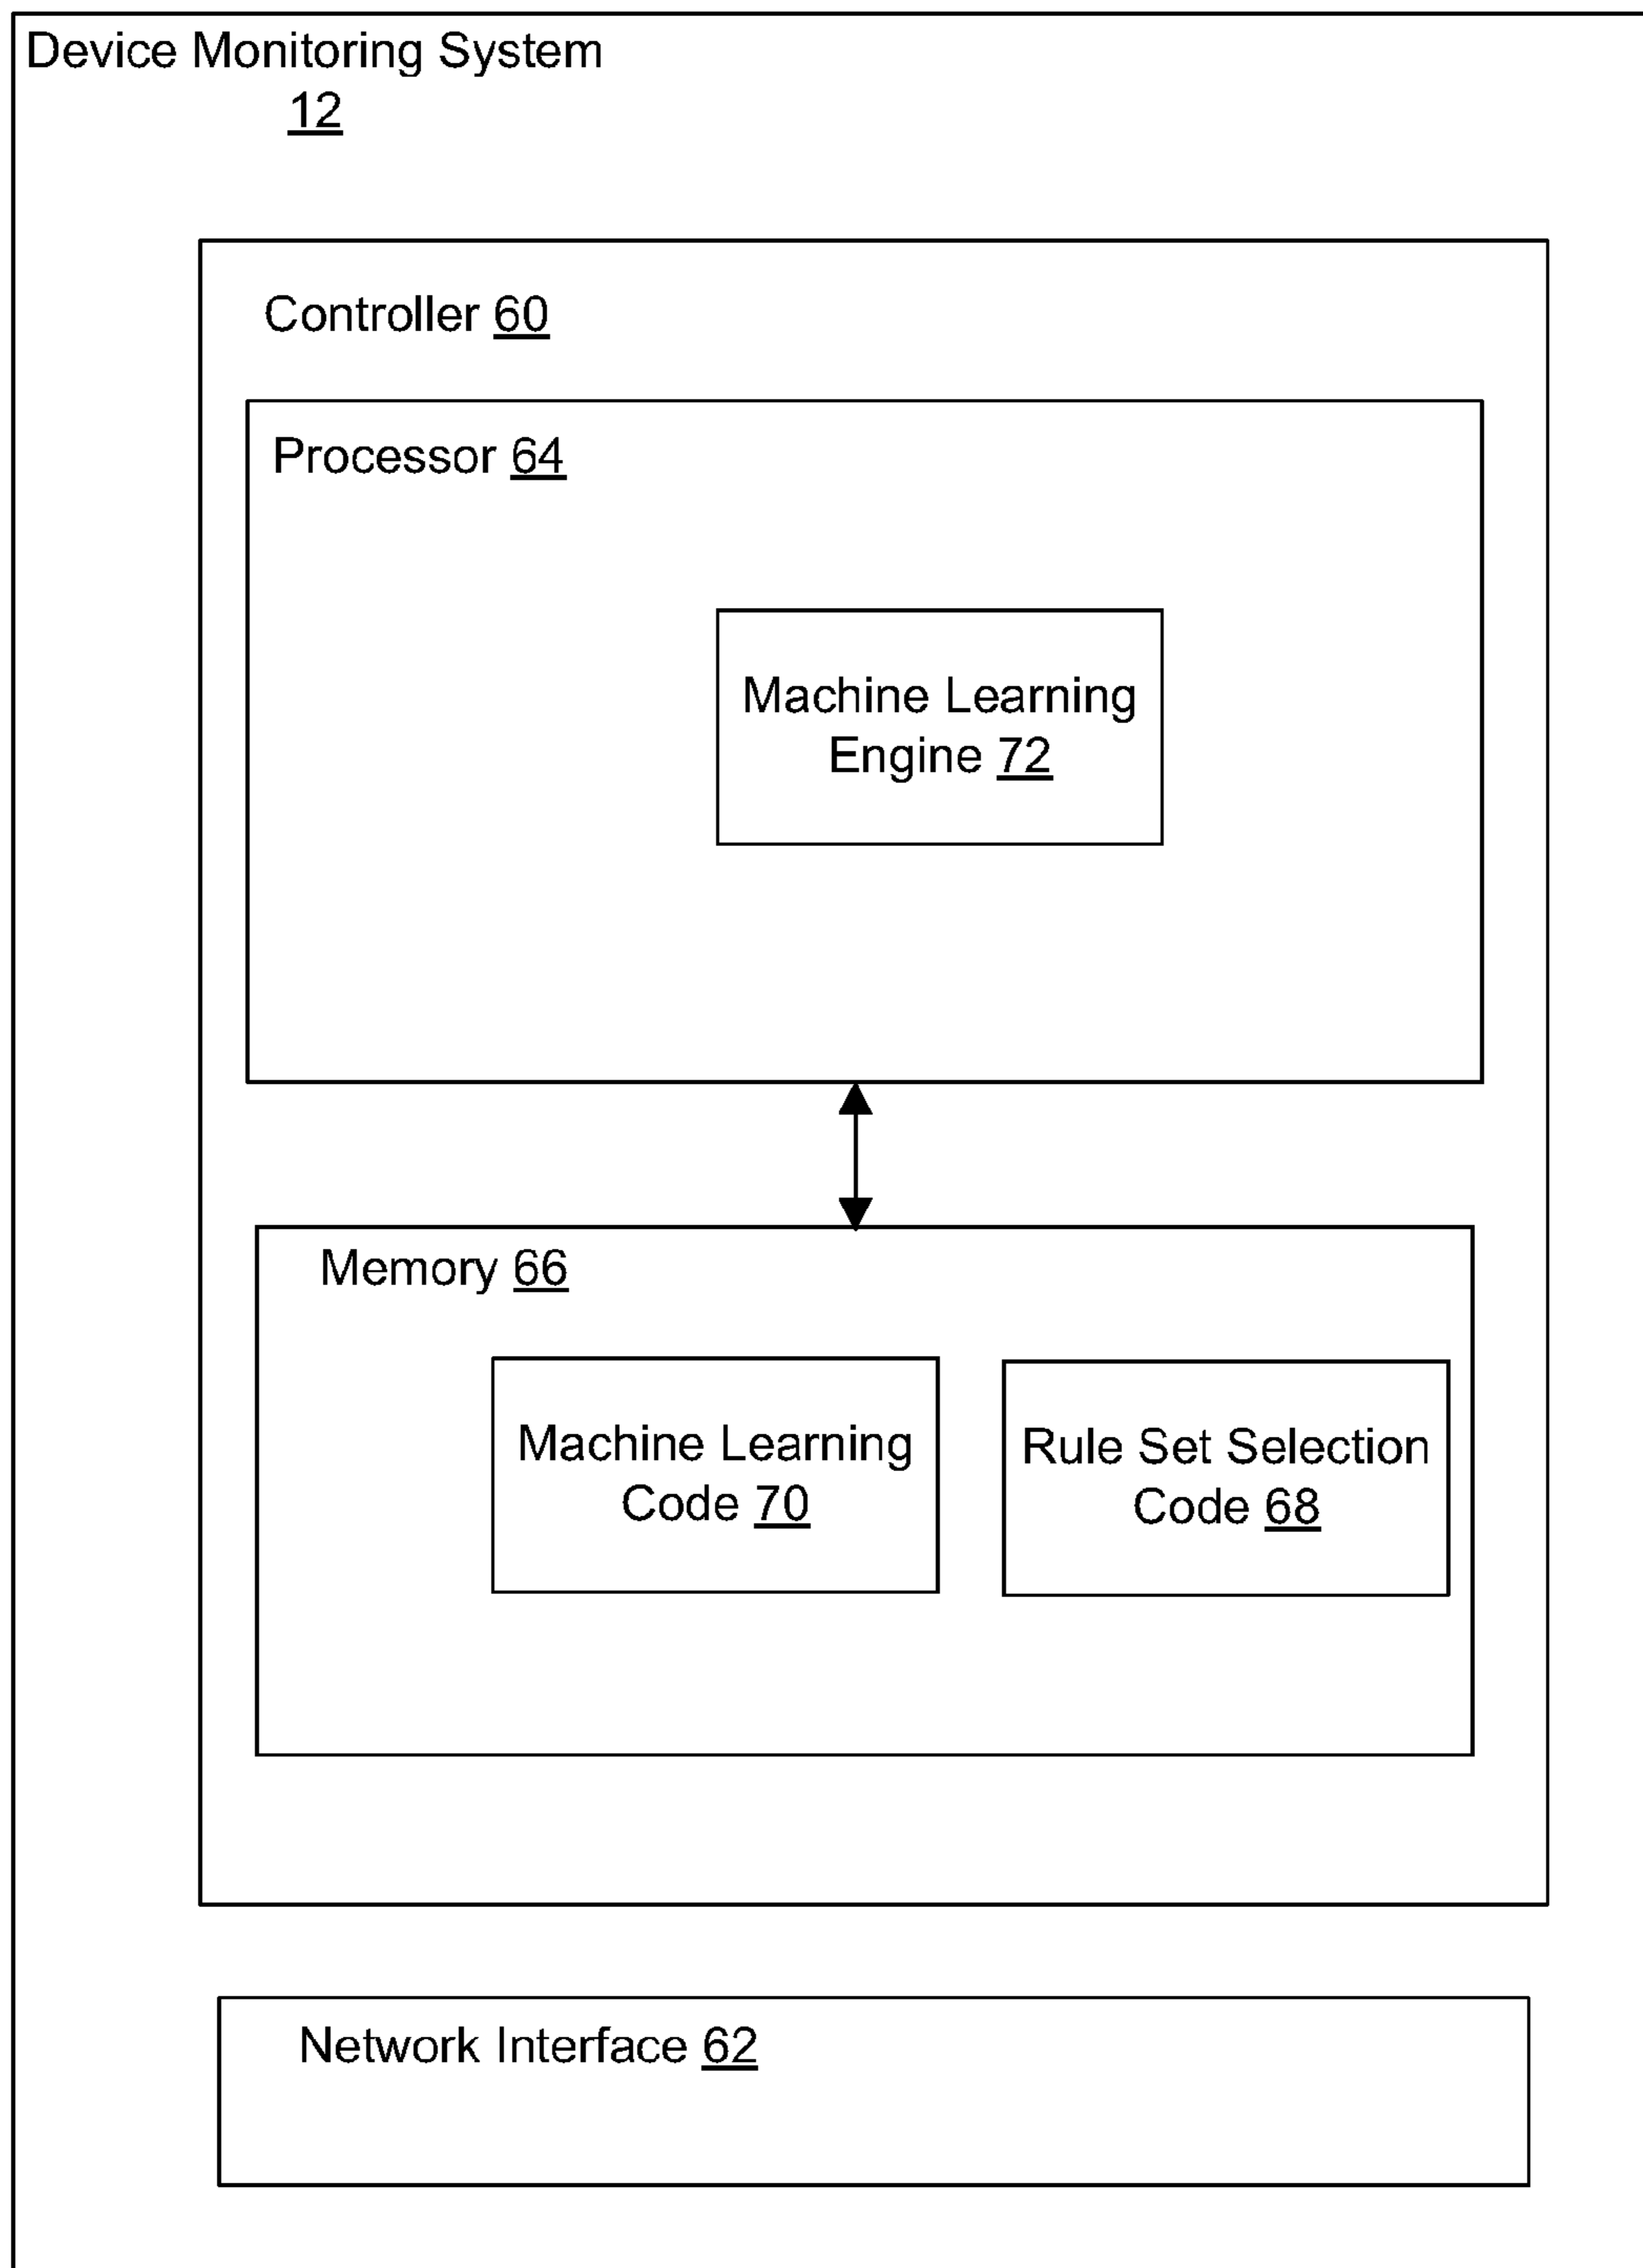 Device Monitoring System
12
Controller 60
Processor 64
Machine Learning
Engine 72
Memory 66
Machine Learning
Code 70
Rule Set Selection
Code 68
Network Interface 62